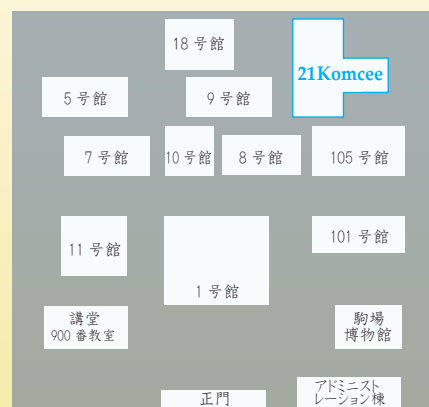 18 号館
21Komcee
5 号館
9 号館
7 号館
10 号館
8 号館
105 号館
11 号館
101 号館
1 号館
講堂
900 番教室
駒場
博物館
正門
アドミニスト
レーション棟